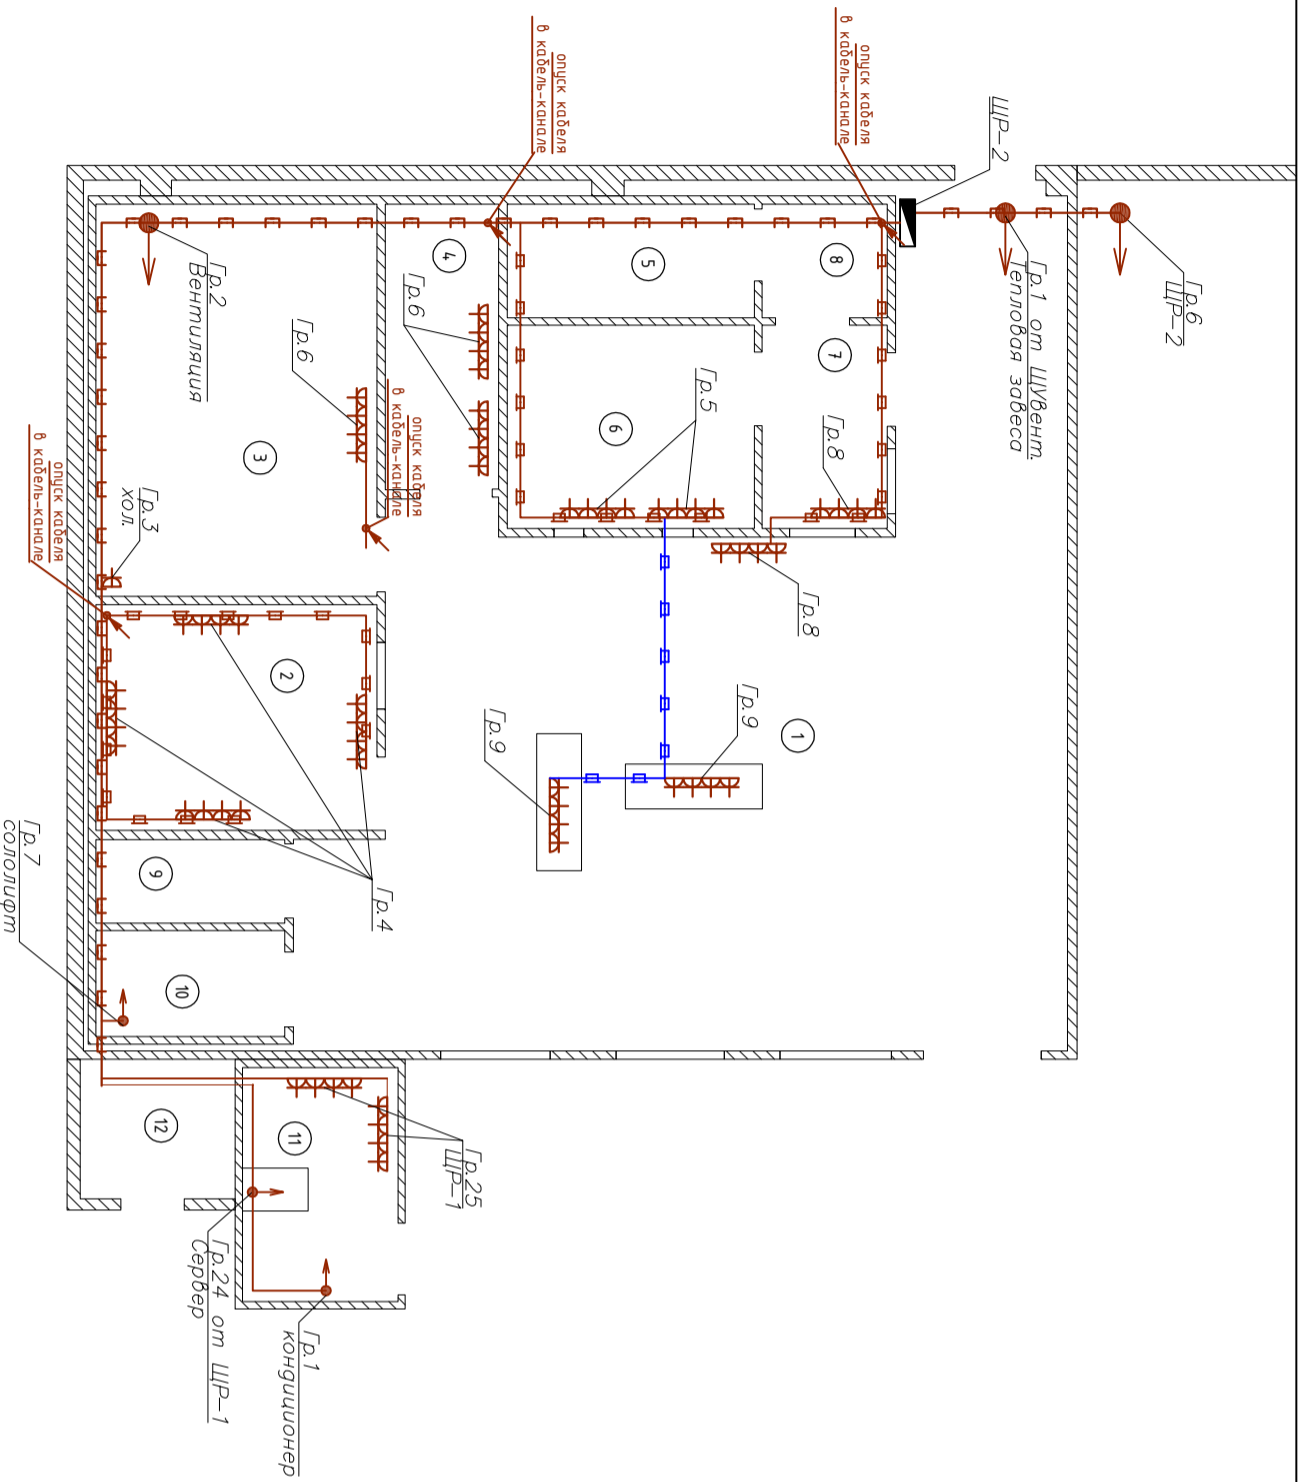 опуск кабеля
в кабель-канале
ЩР-2
Гр.6
ЩР-2
Гр.1 от ЩУВент.
Тепловая завеса
опуск кабеля
в кабель-канале
8
5
4
Гр.6
7
Гр.2
Вентиляция
Гр.6
Гр.5
6
Гр.8
опуск кабеля
в кабель-канале
3
опуск кабеля
в кабель-канале
Гр.3
хол.
Гр.8
2
Гр.9
Гр.9
1
Гр.4
Гр.7
сололифт
9
10
12
11
Гр.25
ЩР-1
Гр.24 от ЩР-1
Сервер
Гр.1
кондиционер